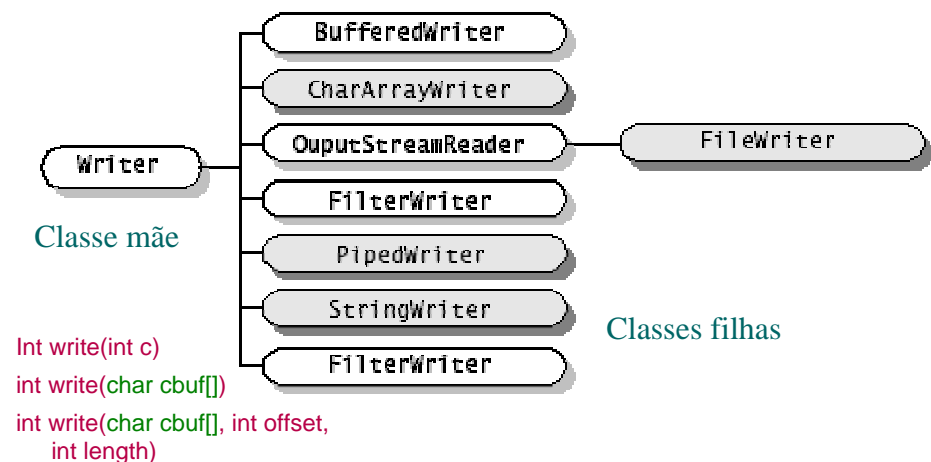 BufferedWriter
CharArrayWriter
OuputStreamReader
FileWriter
Writer
FilterWriter
Classe mãe
PipedWriter
StringWriter
Classes filhas
FilterWriter
Int write(int c)
int write(char cbuf[])
int write(char cbuf[], int offset,
int length)